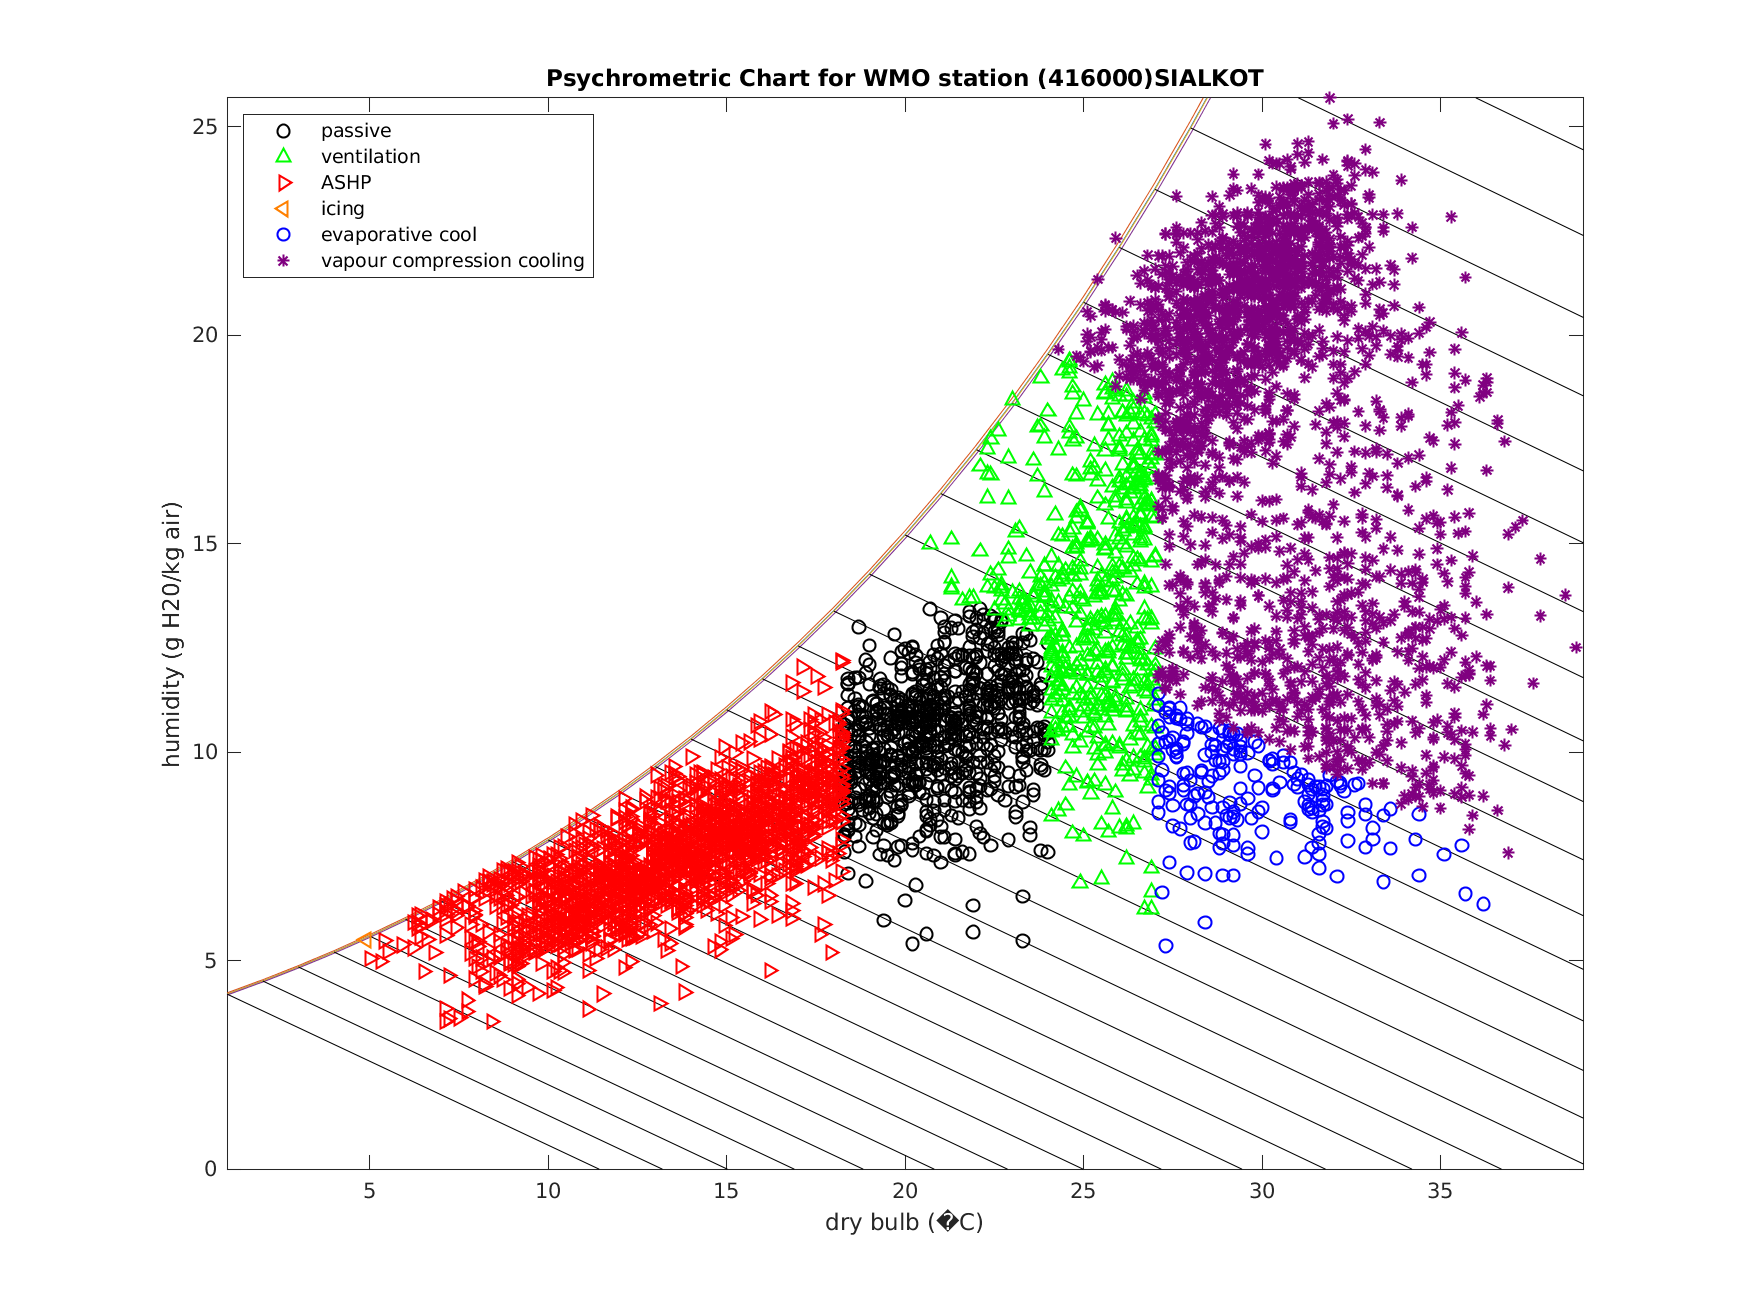 Psychrometric Chart for WMO station (416000)SIALKOT
passive
ventilation
ASHP
icing
evaporative cool
vapour compression cooling
humidity (g H20/kg air)
25
20
15
10
5
0
5 10 15 20 25 30 35
dry bulb (�C)